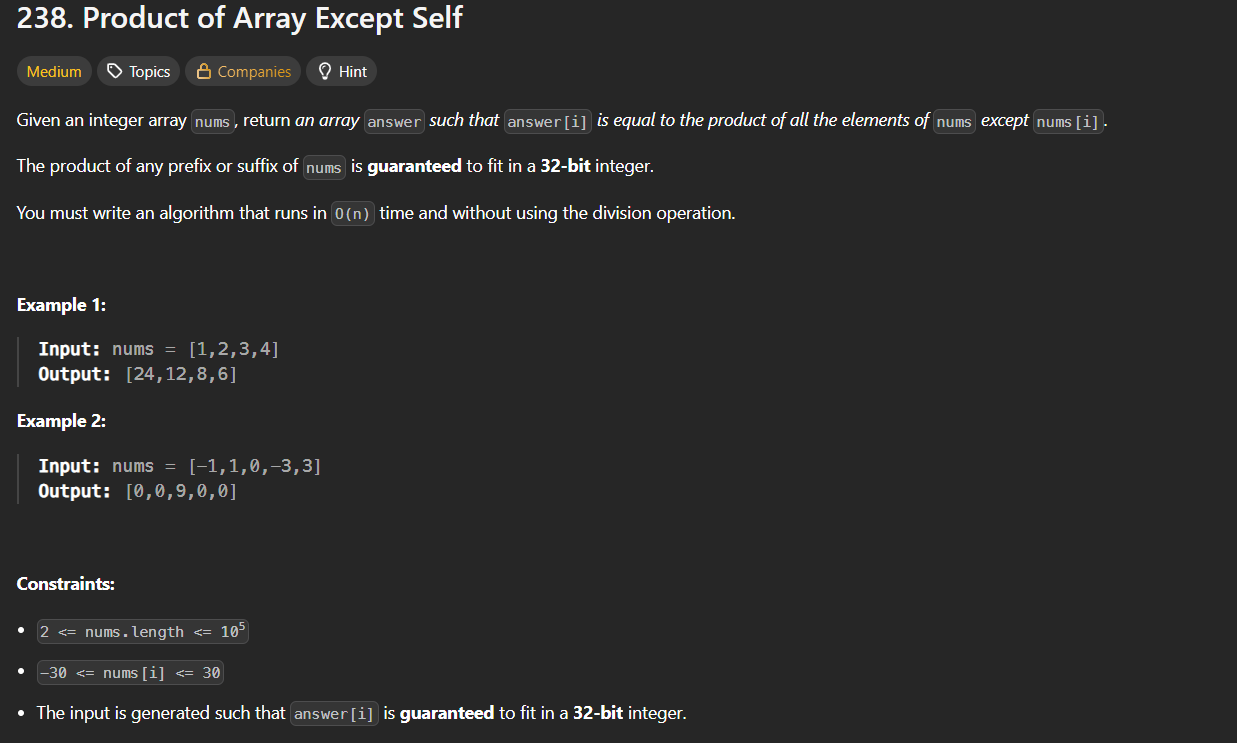 238. Product of Array Except Self
Medium Topics Companies Hint
Given an integer array nums, return an array answer such that answer[i] is equal to the product of all the elements of nums except nums[i].
The product of any prefix or suffix of nums is guaranteed to fit in a 32-bit integer.
You must write an algorithm that runs in O(n) time and without using the division operation.
Example 1:
Input: nums = [1,2,3,4]
Output: [24,12,8,6]
Example 2:
Input: nums = [-1,1,0,-3,3]
Output: [0,0,9,0,0]
Constraints:
• 2 <= nums.length <= 10⁵
• -30 <= nums[i] <= 30
• The input is generated such that answer[i] is guaranteed to fit in a 32-bit integer.